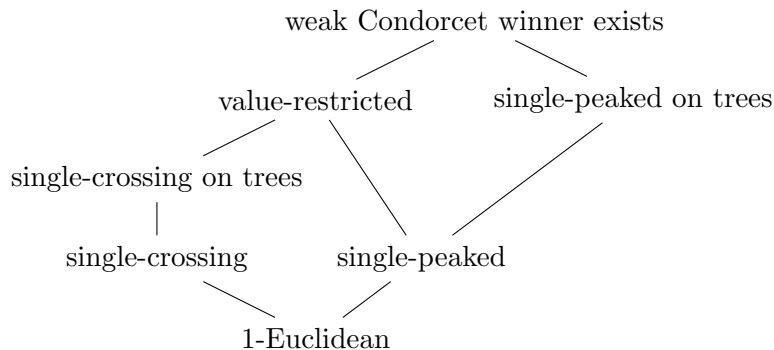 weak Condorcet winner exists
value-restricted
single-peaked on trees
single-crossing on trees
single-crossing
single-peaked
1-Euclidean